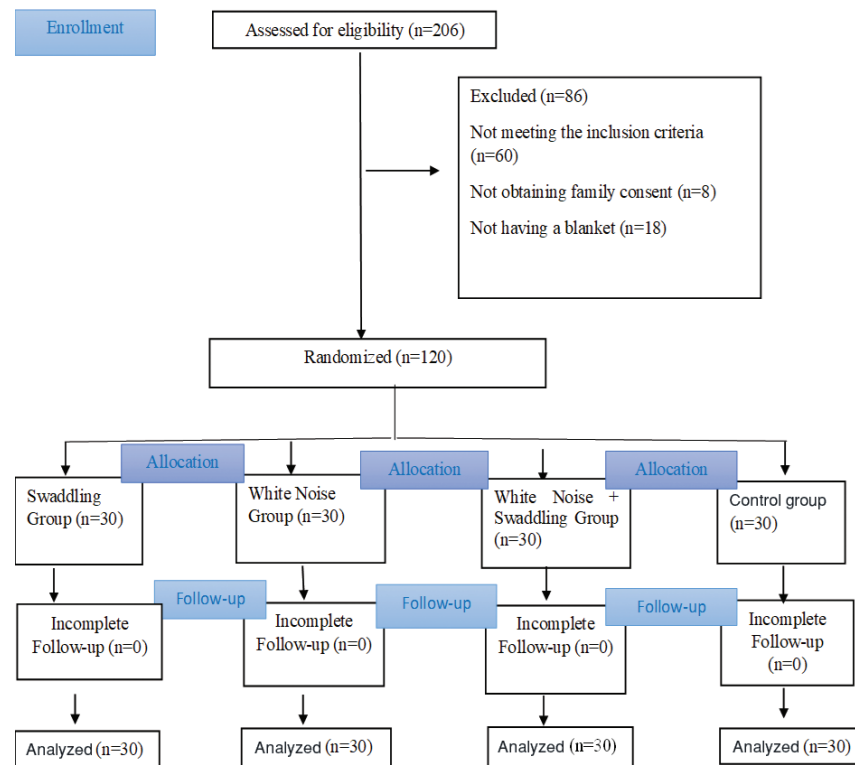 Enrollment
Assessed for eligibility (n=206)
Excluded (n=86)
Not meeting the inclusion criteria
(n=60)
Not obtaining family consent (n=8)
Not having a blanket (n=18)
Randomized (n=120)
Allocation
Allocation
Allocation
Swaddling
Group (n=30)
White Noise
Group (n=30)
White Noise +
Swaddling Group
(n=30)
Control group
(n=30)
Follow-up
Follow-up
Follow-up
Incomplete
Follow-up (n=0)
Incomplete
Follow-up (n=0)
Incomplete
Follow-up (n=0)
Incomplete
Follow-up
(n=0)
Analyzed (n=30)
Analyzed (n=30)
Analyzed (n=30)
Analyzed (n=30)